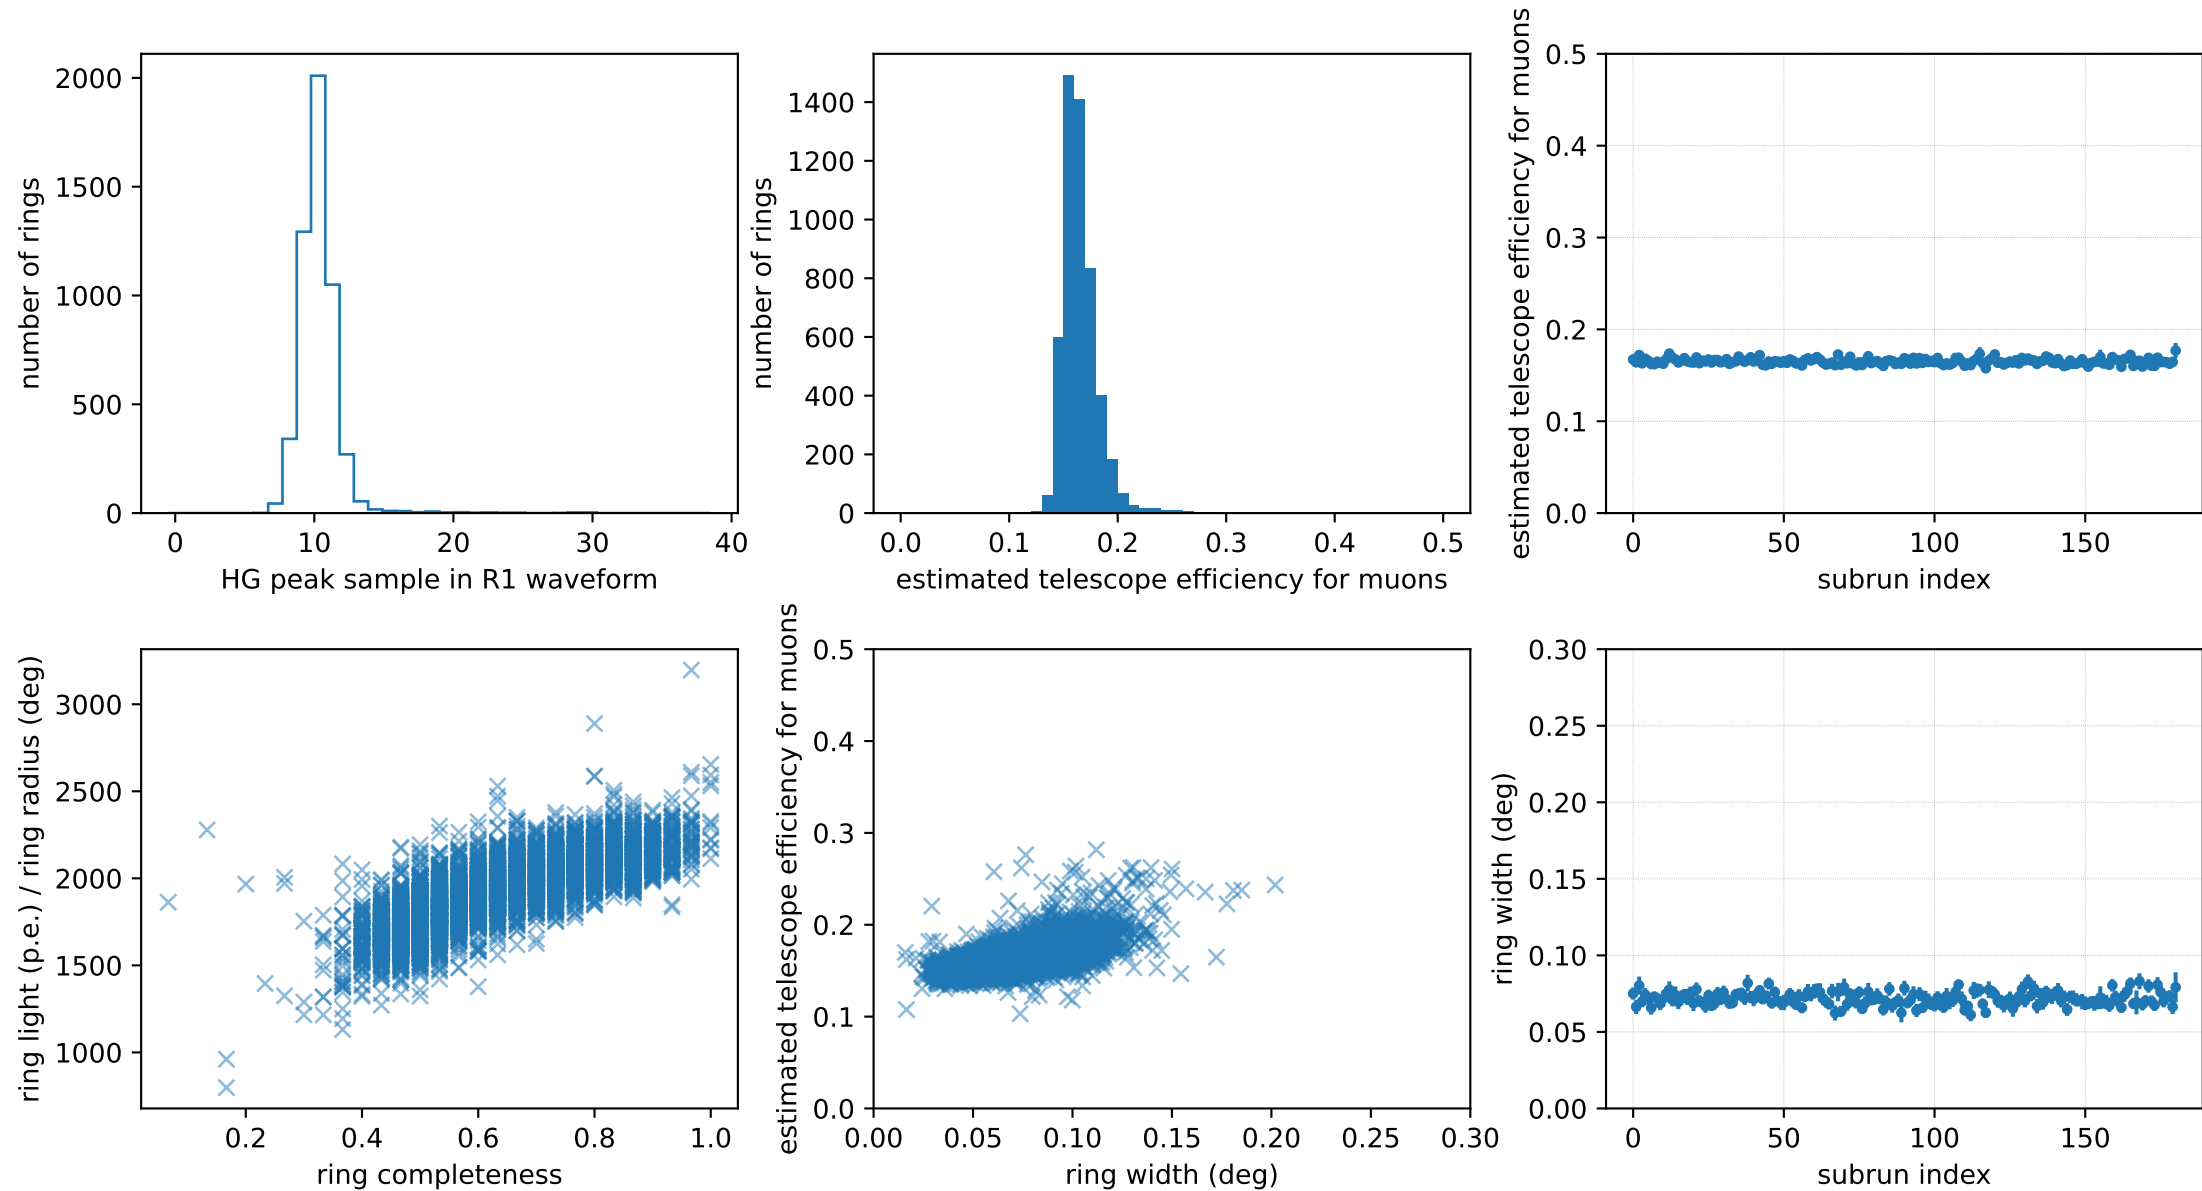 number of rings
2000
1500
1000
500
0
0 10 20 30 40
HG peak sample in R1 waveform
number of rings
1400
1200
1000
800
600
400
200
0
0.0 0.1 0.2 0.3 0.4 0.5
estimated telescope efficiency for muons
estimated telescope efficiency for muons
0.5
0.4
0.3
0.2
0.1
0.0
0 50 100 150
subrun index
ring light (p.e.) / ring radius (deg)
3000
2500
2000
1500
1000
0.2 0.4 0.6 0.8 1.0
ring completeness
estimated telescope efficiency for muons
0.5
0.4
0.3
0.2
0.1
0.0
0.00 0.05 0.10 0.15 0.20 0.25 0.30
ring width (deg)
ring width (deg)
0.30
0.25
0.20
0.15
0.10
0.05
0.00
0 50 100 150
subrun index